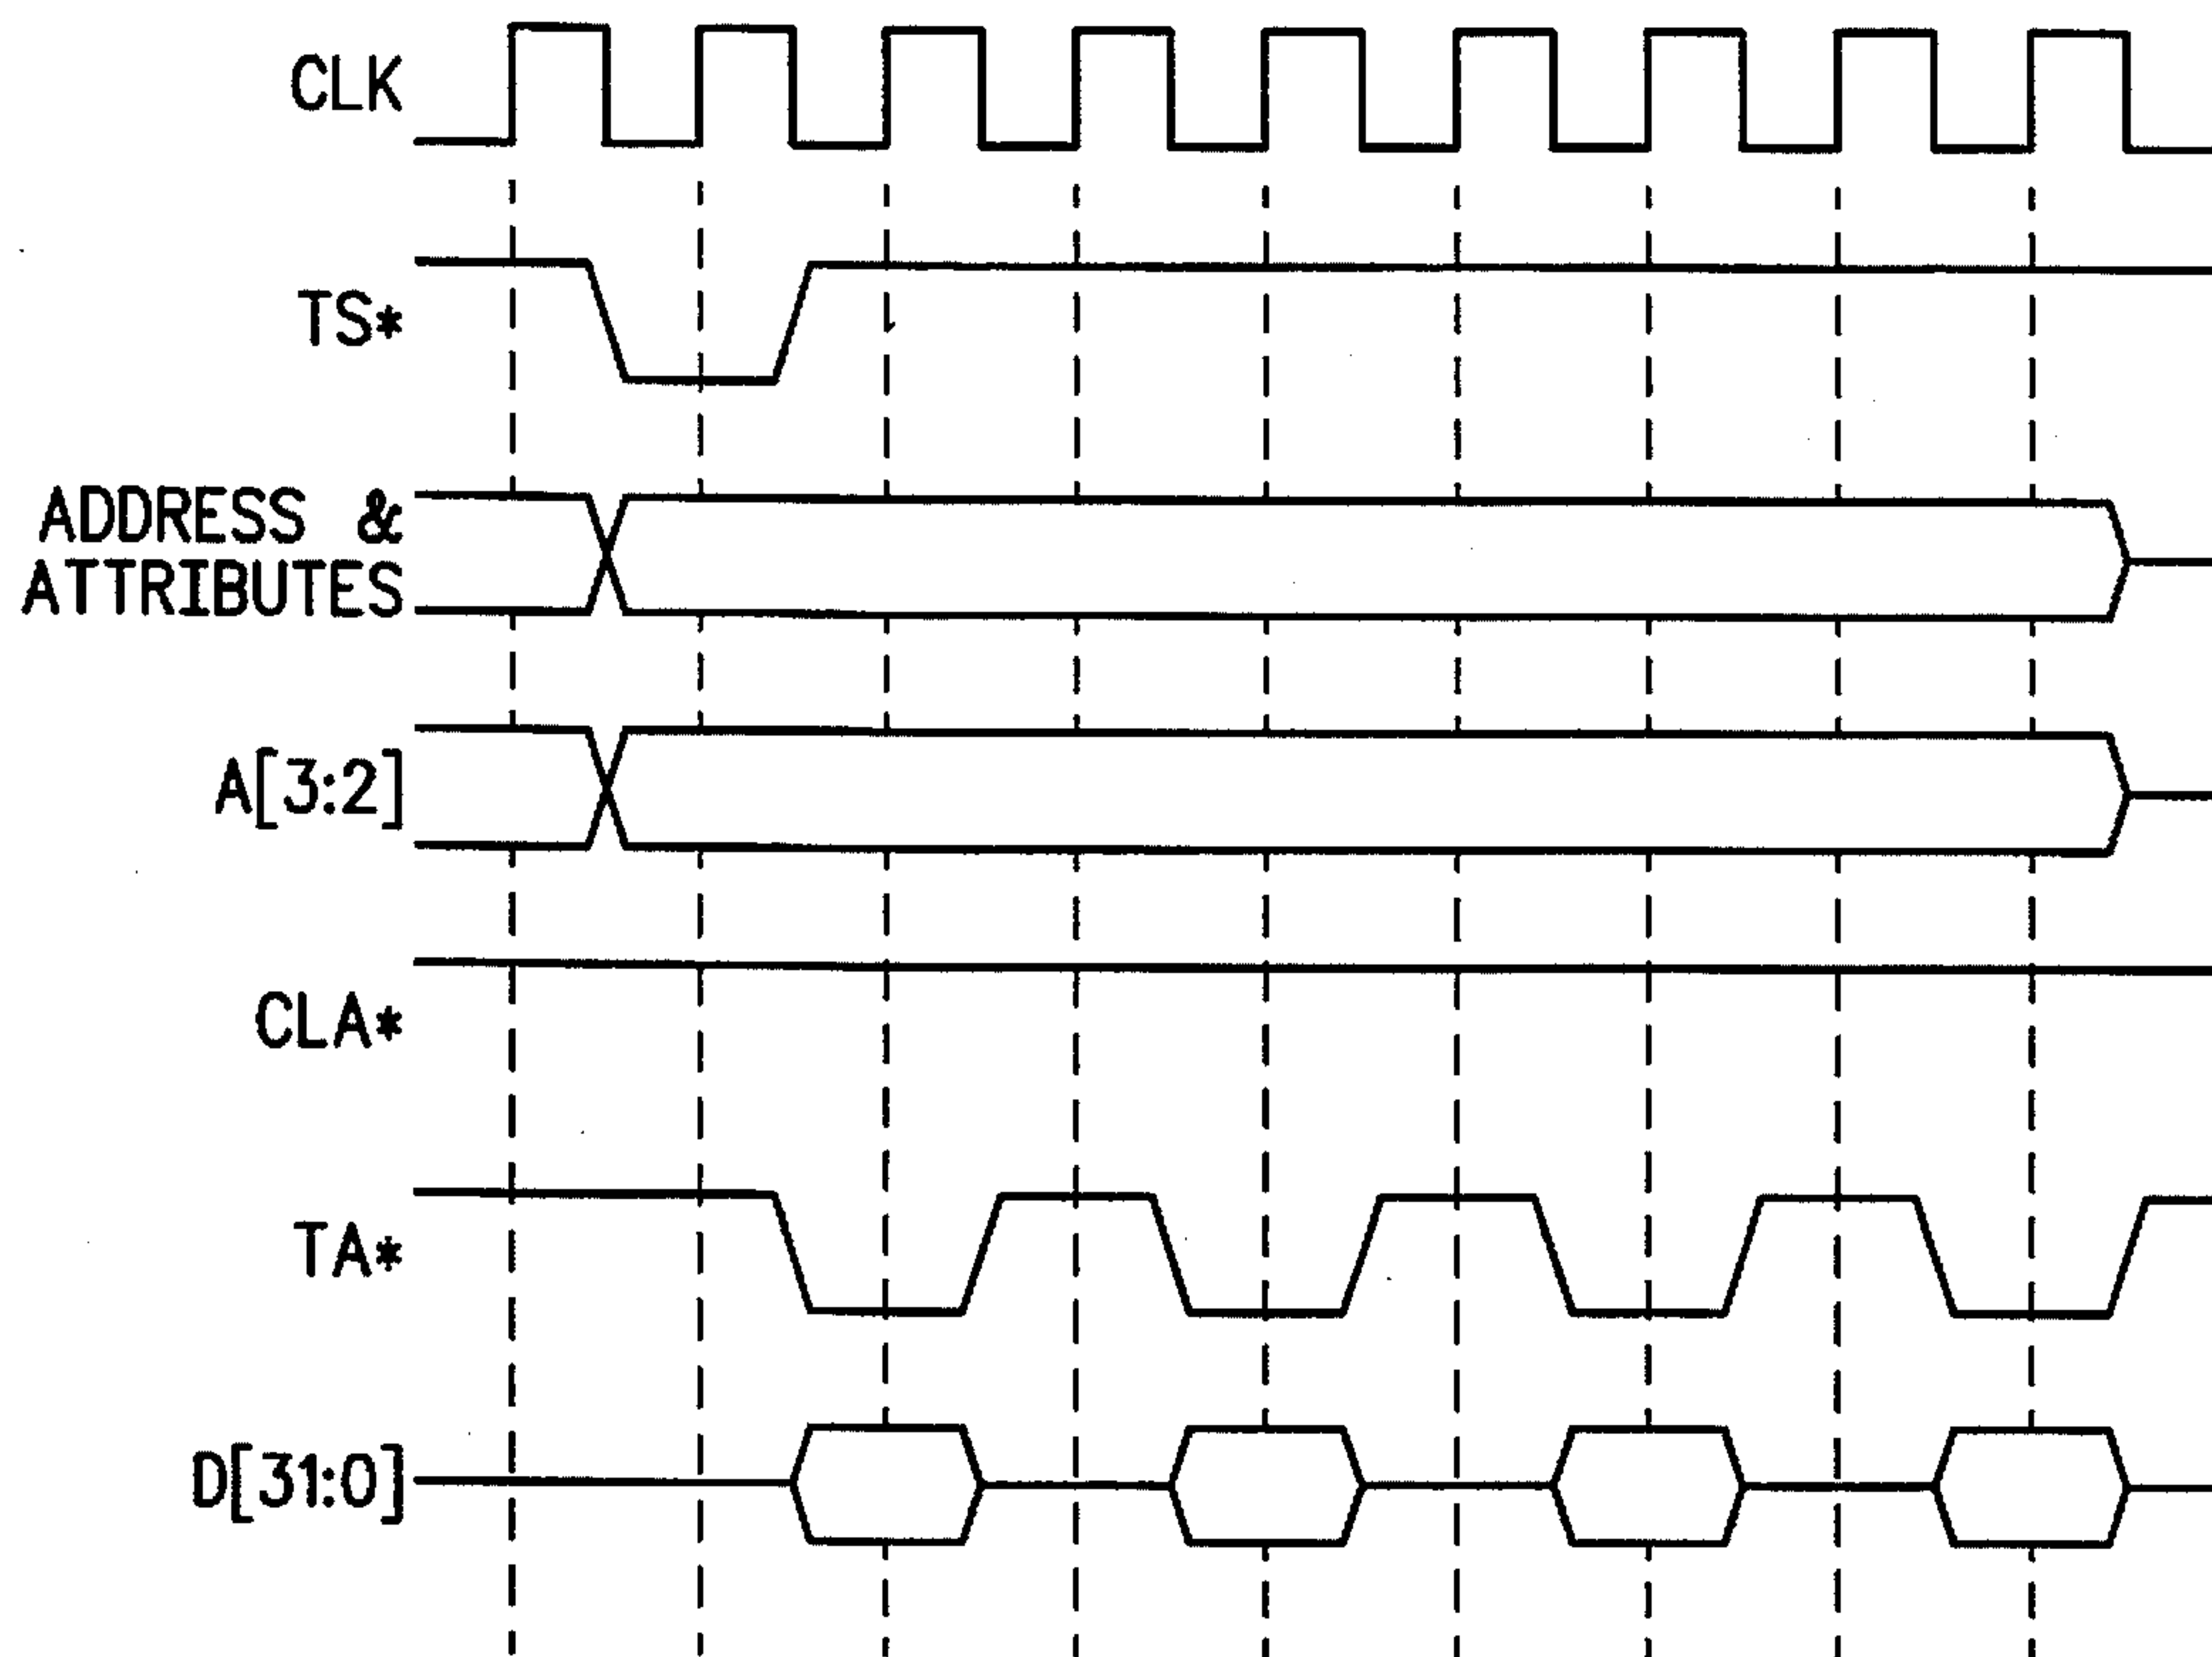 CLK
TS*
ADDRESS &
ATTRIBUTES
A[3:2]
CLA*
TA*
D[31:0]